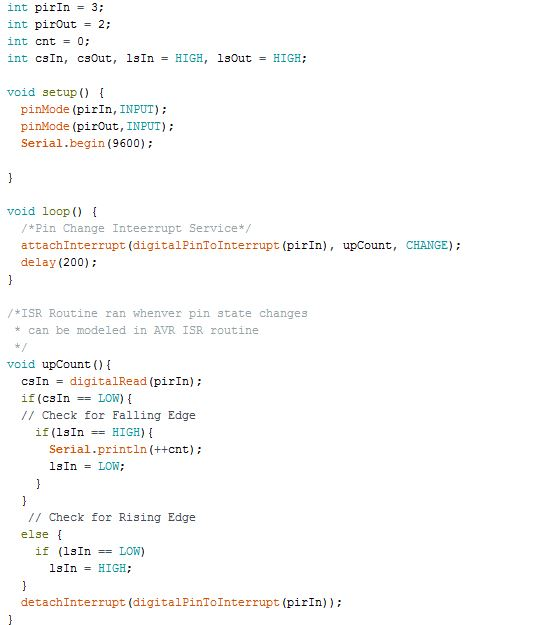 int pirIn = 3;
int pirOut = 2;
int cnt = 0;
int csIn, csOut, lsIn = HIGH, lsOut = HIGH;

void setup() {
  pinMode(pirIn,INPUT);
  pinMode(pirOut,INPUT);
  Serial.begin(9600);

}

void loop() {
  /*Pin Change Inteerrupt Service*/
  attachInterrupt(digitalPinToInterrupt(pirIn), upCount, CHANGE);
  delay(200);
}

/*ISR Routine ran whenver pin state changes
 * can be modeled in AVR ISR routine
 */
void upCount(){
  csIn = digitalRead(pirIn);
  if(csIn == LOW){
  // Check for Falling Edge
    if(lsIn == HIGH){
      Serial.println(++cnt);
      lsIn = LOW;
    }
  }
   // Check for Rising Edge
  else {
    if (lsIn == LOW)
      lsIn = HIGH;
  }
  detachInterrupt(digitalPinToInterrupt(pirIn));
}